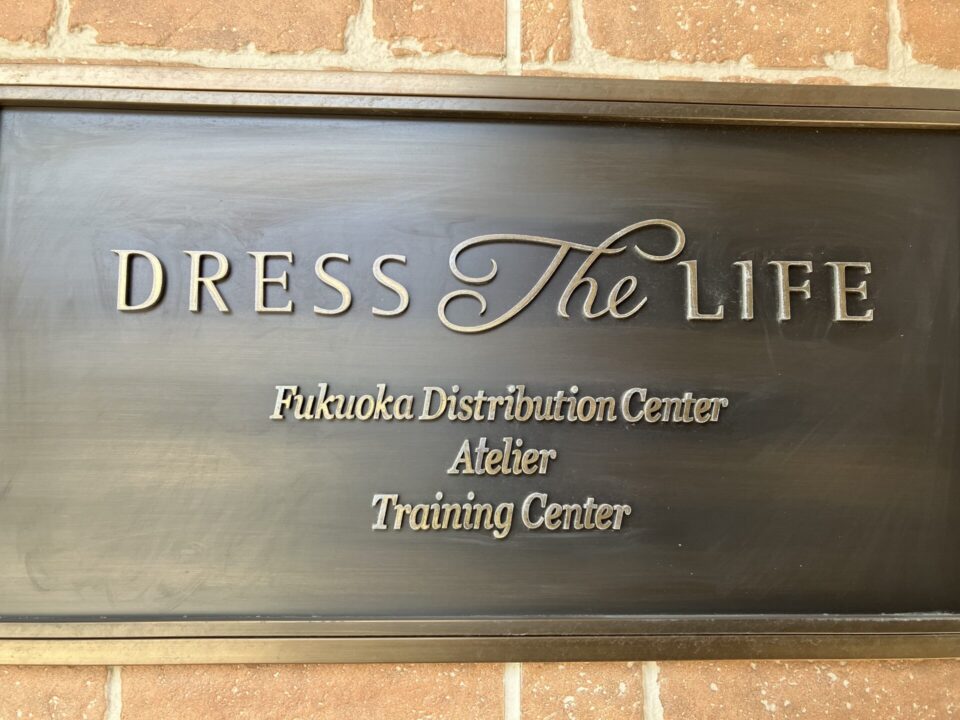 DRESS The LIFE
Fukuoka Distribution Center
Atelier
Training Center